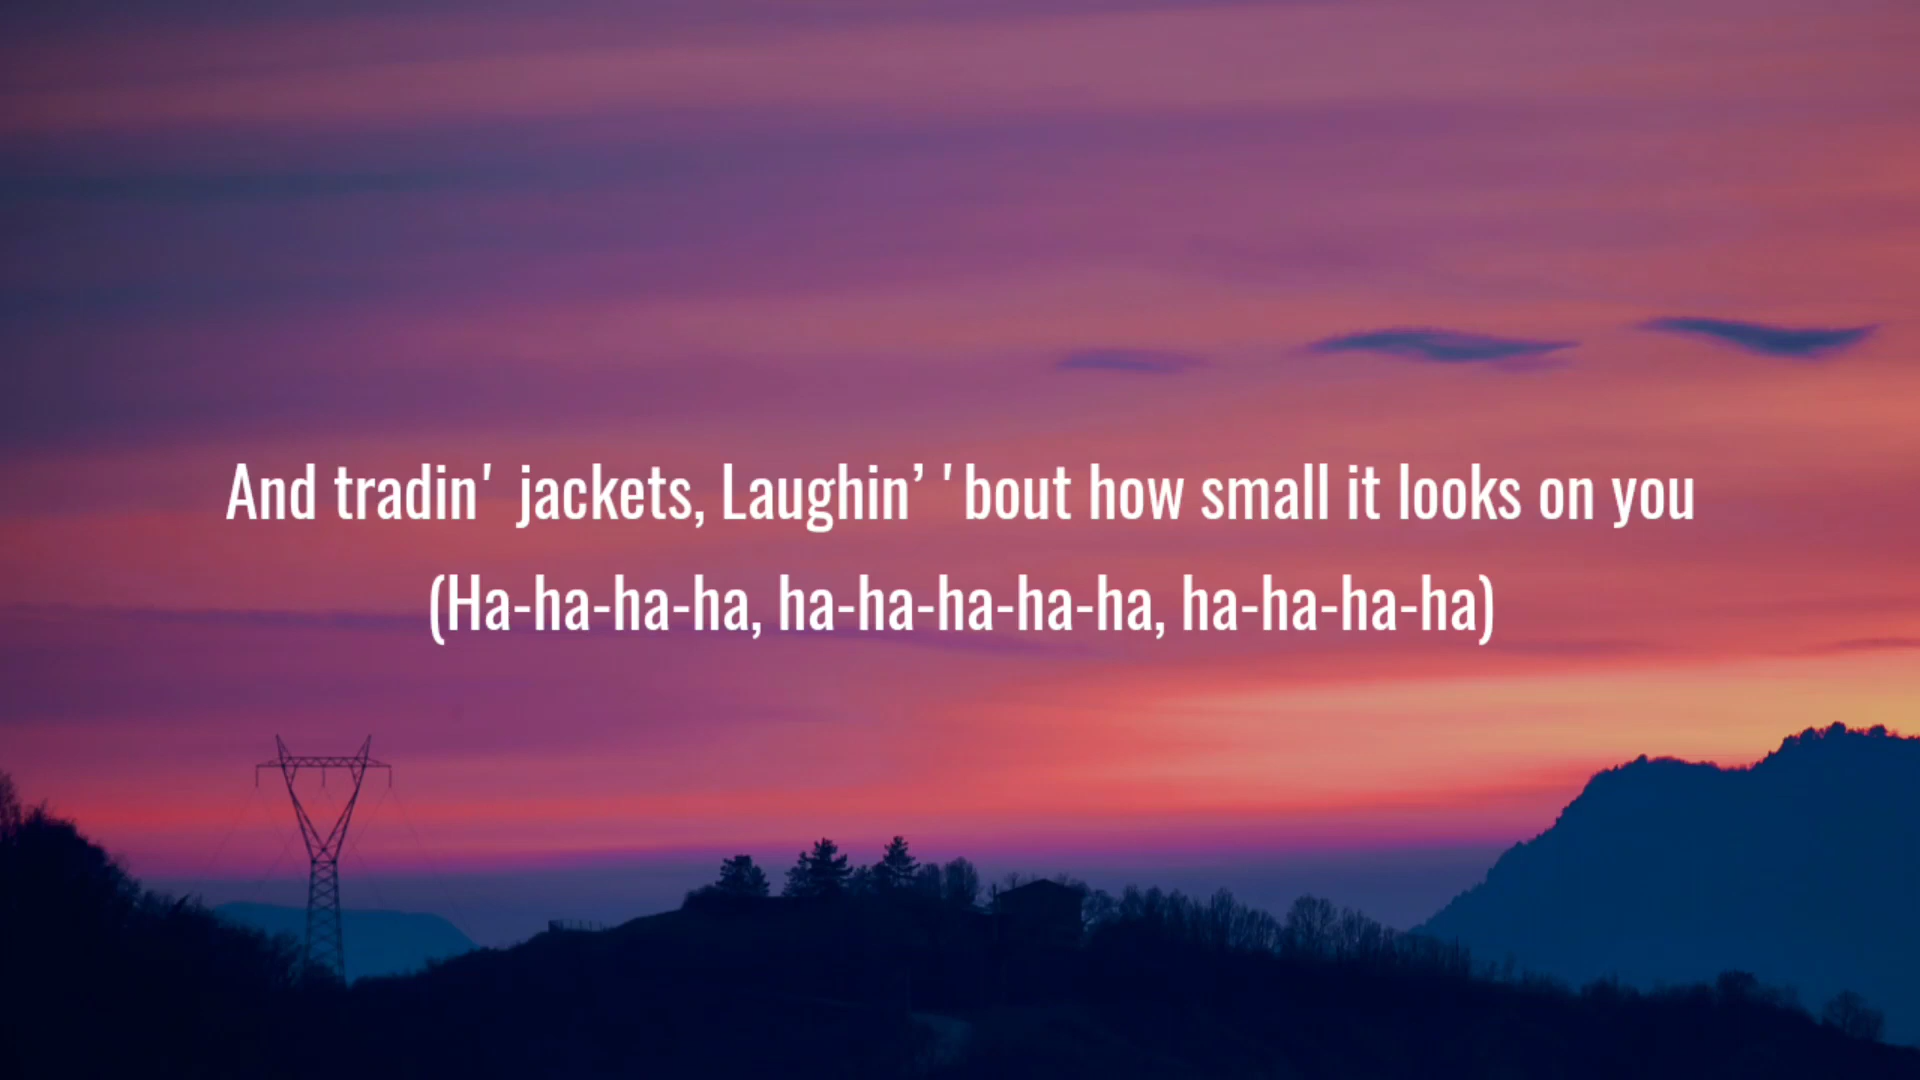 And tradin' jackets, Laughin’ 'bout how small it looks on you
(Ha-ha-ha-ha, ha-ha-ha-ha-ha, ha-ha-ha-ha)